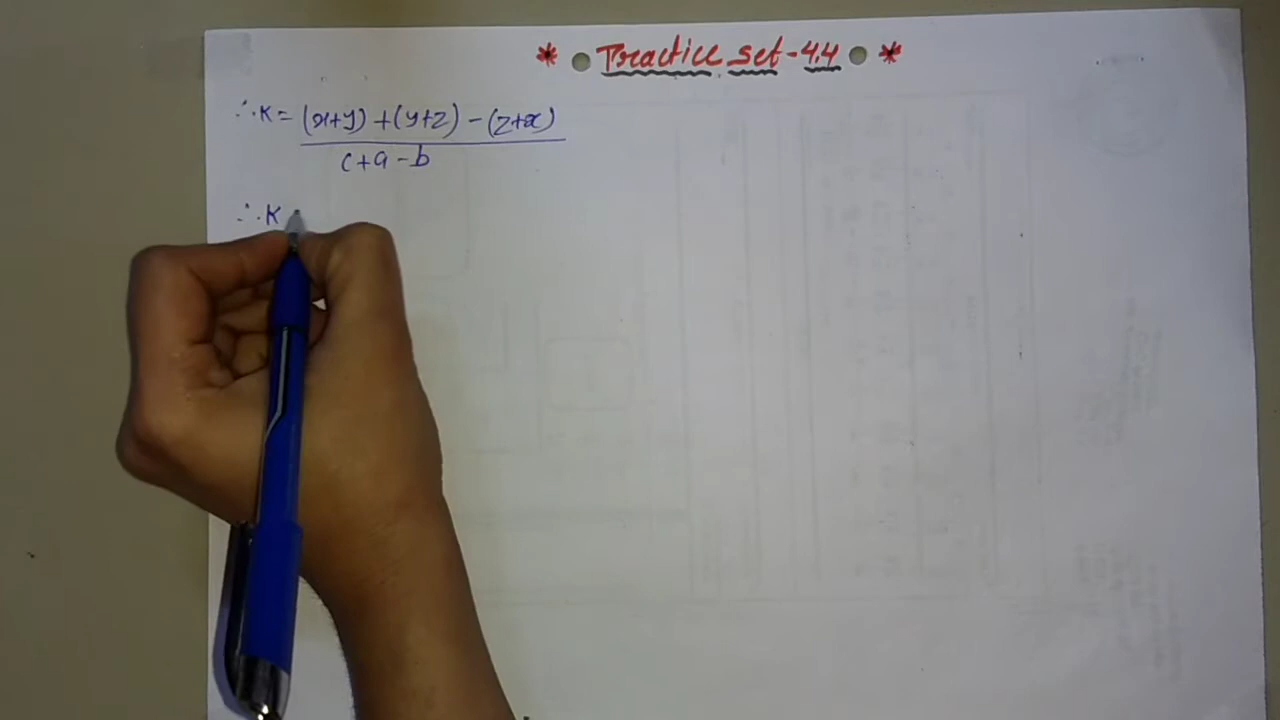 * Practice set - 4.4 *
∴ K = (x+y) + (y+z) - (z+x)
c + a - b
∴ K